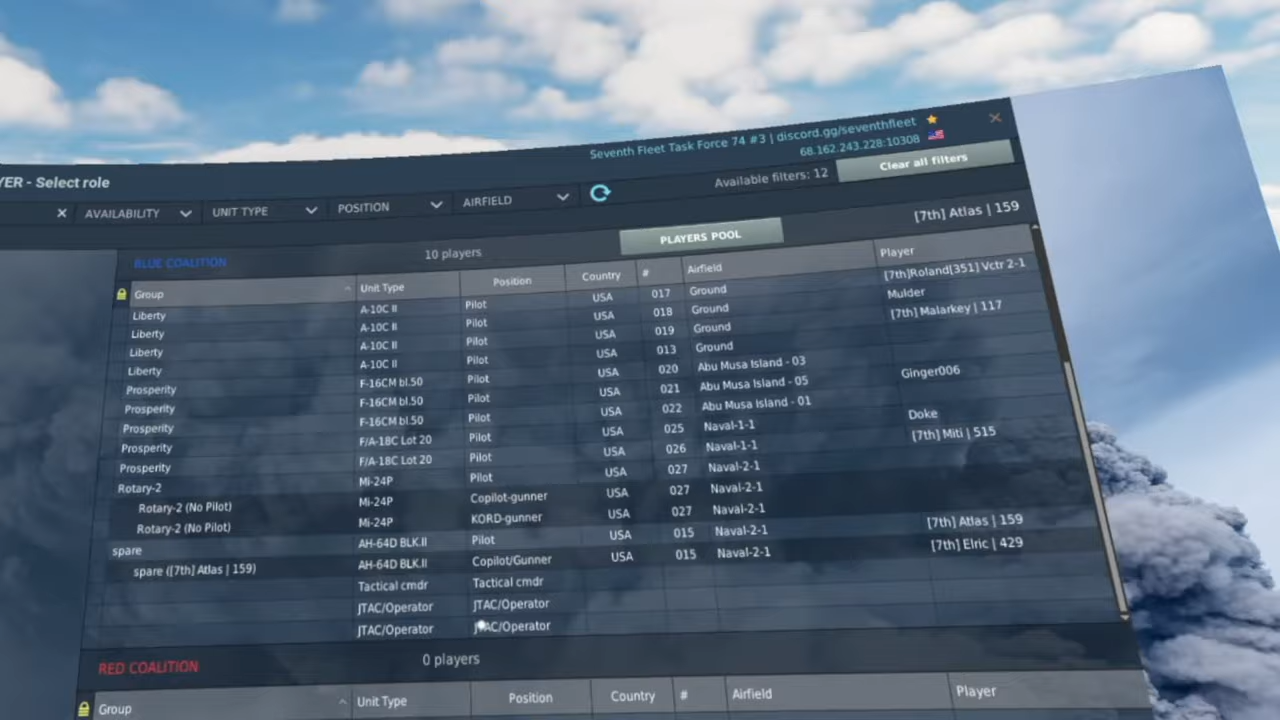 Seventh Fleet Task Force 74 #3 | discord.gg/seventhfleet
68.162.243.228:10308
YER - Select role
Available filters: 12 Clear all filters
× AVAILABILITY UNIT TYPE POSITION AIRFIELD
[7th] Atlas | 159
BLUE COALITION 10 players PLAYERS POOL
Group Unit Type Position Country # Airfield Player
Liberty A-10C II Pilot USA 017 Ground [7th]Roland[351] Vctr 2-1
Liberty A-10C II Pilot USA 018 Ground Mulder
Liberty A-10C II Pilot USA 019 Ground [7th] Malarkey | 117
Liberty A-10C II Pilot USA 013 Ground
Prosperity F-16CM bl.50 Pilot USA 020 Abu Musa Island - 03
Prosperity F-16CM bl.50 Pilot USA 021 Abu Musa Island - 05 Ginger006
Prosperity F-16CM bl.50 Pilot USA 022 Abu Musa Island - 01
Prosperity F/A-18C Lot 20 Pilot USA 025 Naval-1-1 Doke
Prosperity F/A-18C Lot 20 Pilot USA 026 Naval-1-1 [7th] Miti | 515
Rotary-2 Mi-24P Pilot USA 027 Naval-2-1
Rotary-2 (No Pilot) Mi-24P Copilot-gunner USA 027 Naval-2-1
Rotary-2 (No Pilot) Mi-24P KORD-gunner USA 027 Naval-2-1
spare AH-64D BLK.II Pilot USA 015 Naval-2-1 [7th] Atlas | 159
spare ([7th] Atlas | 159) AH-64D BLK.II Copilot/Gunner USA 015 Naval-2-1 [7th] Elric | 429
Tactical cmdr Tactical cmdr
JTAC/Operator JTAC/Operator
JTAC/Operator JTAC/Operator
RED COALITION 0 players
Group Unit Type Position Country # Airfield Player